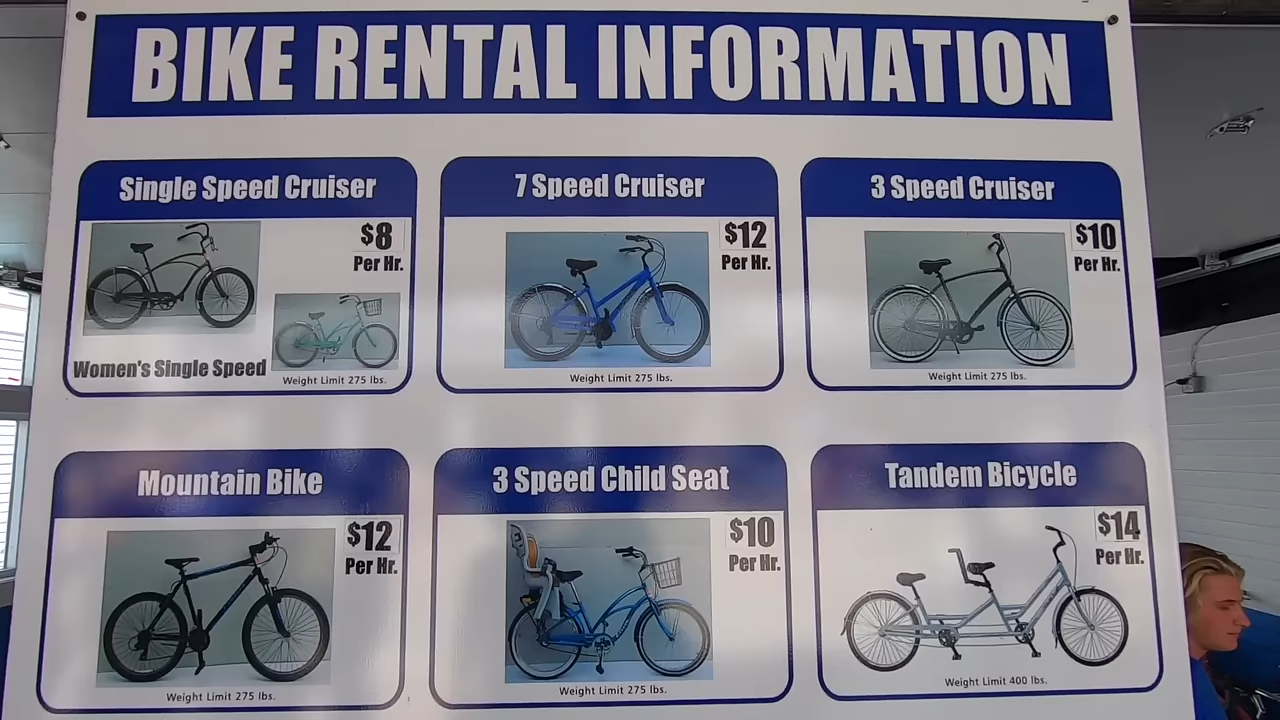 BIKE RENTAL INFORMATION
Single Speed Cruiser
$8
Per Hr.
Women's Single Speed
Weight Limit 275 lbs.
7 Speed Cruiser
$12
Per Hr.
Weight Limit 275 lbs.
3 Speed Cruiser
$10
Per Hr.
Weight Limit 275 lbs.
Mountain Bike
$12
Per Hr.
Weight Limit 275 lbs.
3 Speed Child Seat
$10
Per Hr.
Weight Limit 275 lbs.
Tandem Bicycle
$14
Per Hr.
Weight Limit 400 lbs.